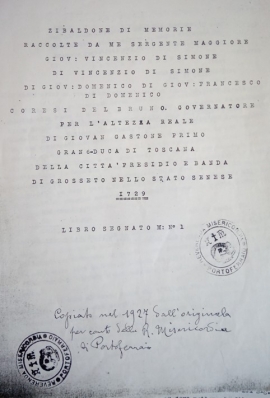 ZIBALDONE DI MEMORIE
RACCOLTE DA ME SERGENTE MAGGIORE
GIOV: VINCENZIO DI SIMONE
DI VINCENZIO DI SIMONE
DI GIOV:DOMENICO DI GIOV:FRANCESCO
DI DOMENICO
CORESI DEL BRUNO. GOVERNATORE
PER L'ALTEZZA REALE
DI GIOVAN GASTONE PRIMO
GRAN-DUCA DI TOSCANA
DELLA CITTA' PRESIDIO E BANDA
DI GROSSETO NELLO STATO SENESE
1729
LIBRO SEGNATO N: N° 1
Copiato nel 1927 dall'originale
per conto della R. Misericordia
di Portoferraio